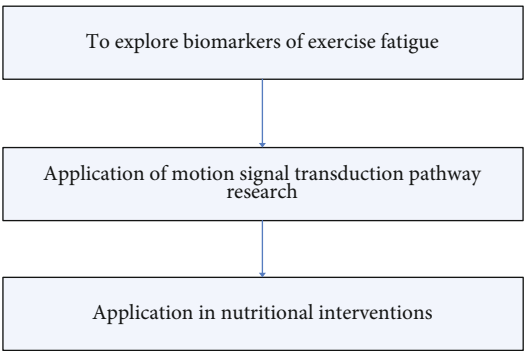 To explore biomarkers of exercise fatigue
Application of motion signal transduction pathway
research
Application in nutritional interventions